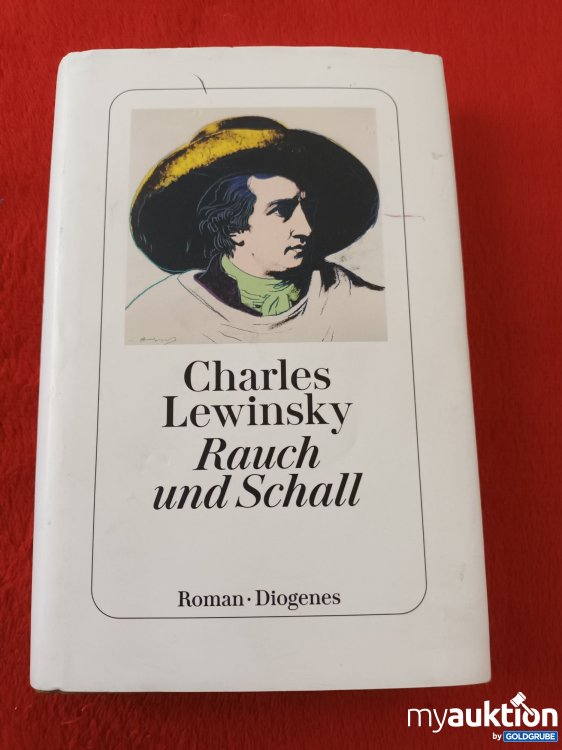 Charles
Lewinsky
Rauch
und Schall
Roman · Diogenes
myauktion
by GOLDGRUBE